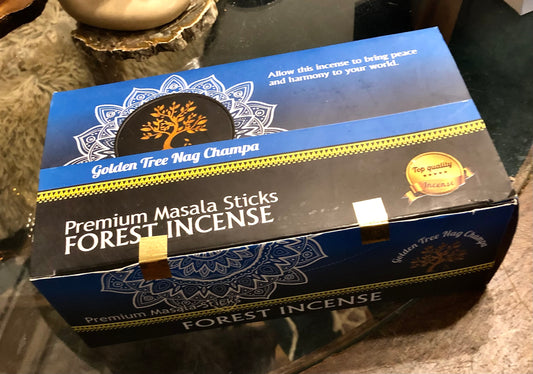 Allow this incense to bring peace
and harmony to your world.
Golden Tree Nag Champa
Premium Masala Sticks
FOREST INCENSE
Top quality
Incense
Golden Tree Nag Champa
Premium Masala Sticks
FOREST INCENSE